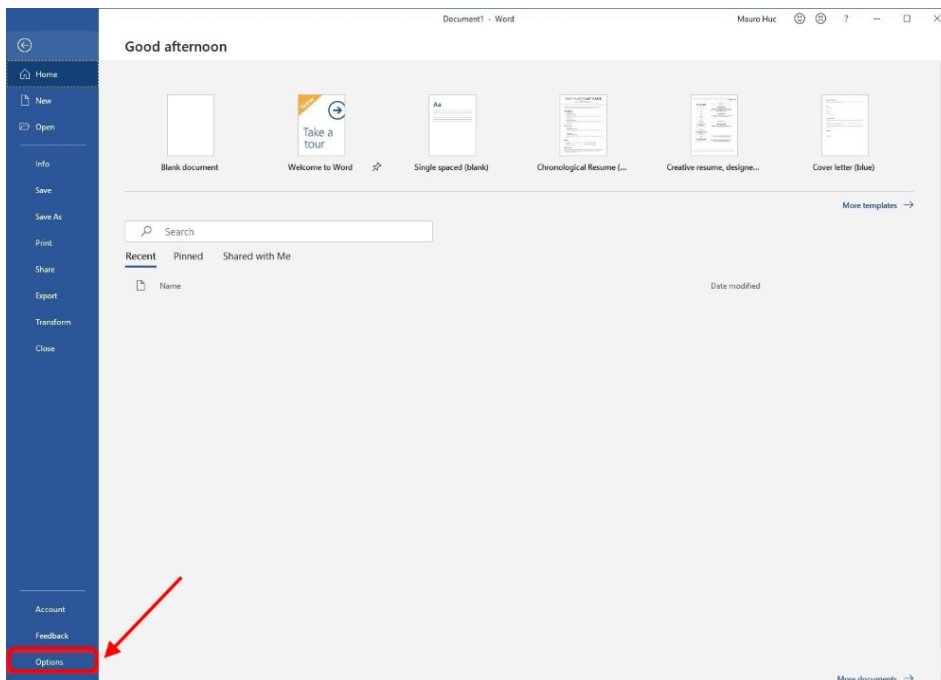 Document1 - Word
Mauro Huc
?
Good afternoon
Home
New
Open
Info
Save
Save As
Print
Share
Export
Transform
Close
Account
Feedback
Options
New
Take a
tour
Aa
Blank document
Welcome to Word
Single spaced (blank)
Chronological Resume (...
Creative resume, designe...
Cover letter (blue)
More templates
Search
Recent Pinned Shared with Me
Name Date modified
More documents